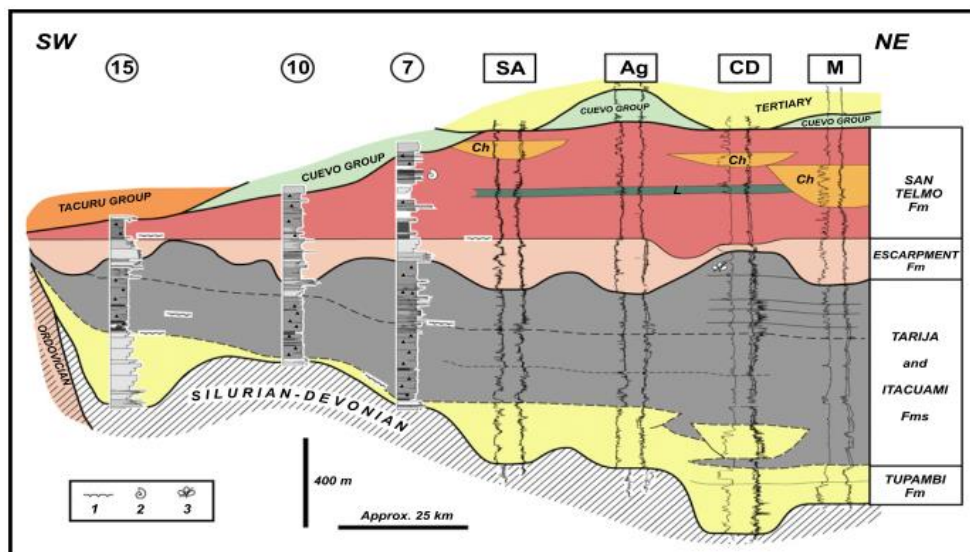 SW
NE
15
10
7
SA
Ag
CD
M
TERTIARY
CUEVO GROUP
CUEVO GROUP
CUEVO GROUP
TACURU GROUP
Ch
Ch
Ch
L
SAN
TELMO
Fm
ESCARPMENT
Fm
TARIJA
and
ITACUAMI
Fms
TUPAMBI
Fm
ORDOVICIAN
SILURIAN-DEVONIAN
400 m
Approx. 25 km
1
2
3